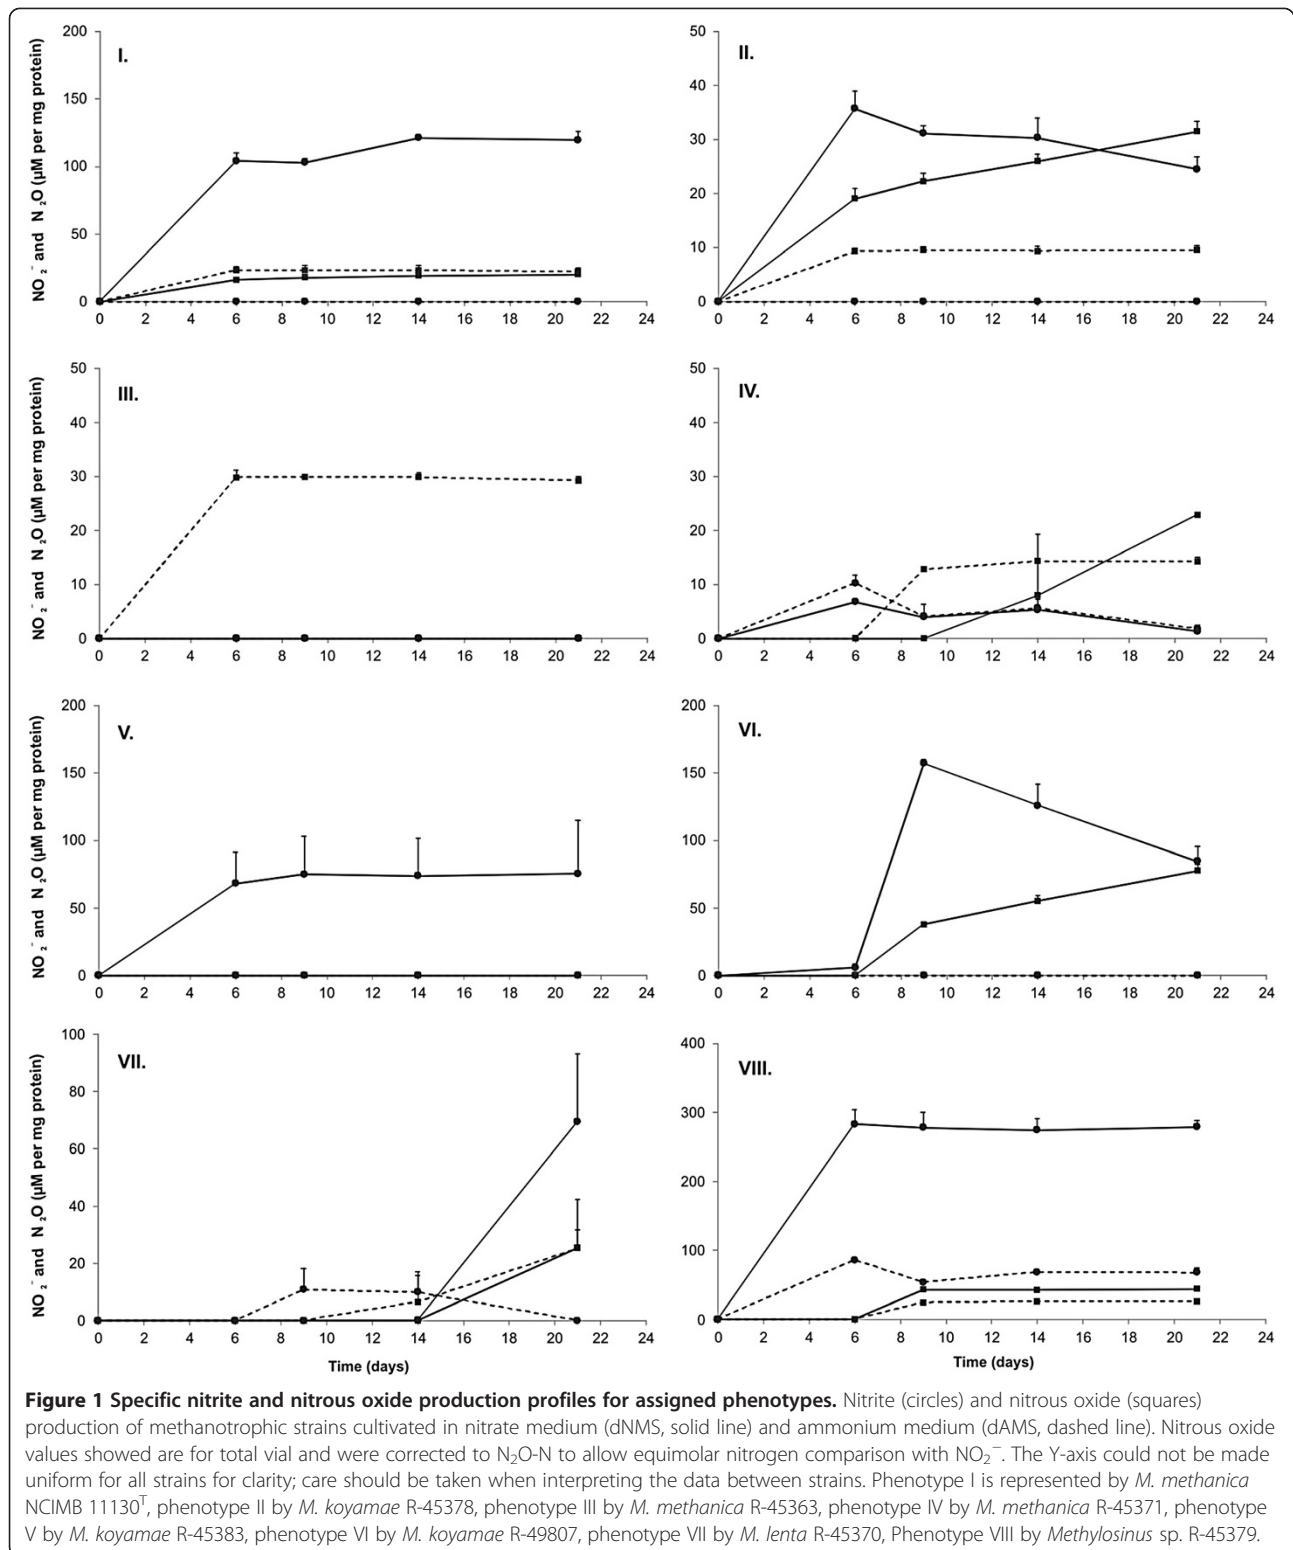 NO₂⁻ and N₂O (µM per mg protein)
200
150
100
50
0
I.
0 2 4 6 8 10 12 14 16 18 20 22 24
50
40
30
20
10
0
II.
0 2 4 6 8 10 12 14 16 18 20 22 24
NO₂⁻ and N₂O (µM per mg protein)
50
40
30
20
10
0
III.
0 2 4 6 8 10 12 14 16 18 20 22 24
50
40
30
20
10
0
IV.
0 2 4 6 8 10 12 14 16 18 20 22 24
NO₂⁻ and N₂O (µM per mg protein)
200
150
100
50
0
V.
0 2 4 6 8 10 12 14 16 18 20 22 24
200
150
100
50
0
VI.
0 2 4 6 8 10 12 14 16 18 20 22 24
NO₂⁻ and N₂O (µM per mg protein)
100
80
60
40
20
0
VII.
0 2 4 6 8 10 12 14 16 18 20 22 24
Time (days)
400
300
200
100
0
VIII.
0 2 4 6 8 10 12 14 16 18 20 22 24
Time (days)
Figure 1 Specific nitrite and nitrous oxide production profiles for assigned phenotypes. Nitrite (circles) and nitrous oxide (squares)
production of methanotrophic strains cultivated in nitrate medium (dNMS, solid line) and ammonium medium (dAMS, dashed line). Nitrous oxide
values showed are for total vial and were corrected to N₂O-N to allow equimolar nitrogen comparison with NO₂⁻. The Y-axis could not be made
uniform for all strains for clarity; care should be taken when interpreting the data between strains. Phenotype I is represented by M. methanica
NCIMB 11130ᵀ, phenotype II by M. koyamae R-45378, phenotype III by M. methanica R-45363, phenotype IV by M. methanica R-45371, phenotype
V by M. koyamae R-45383, phenotype VI by M. koyamae R-49807, phenotype VII by M. lenta R-45370, Phenotype VIII by Methylosinus sp. R-45379.